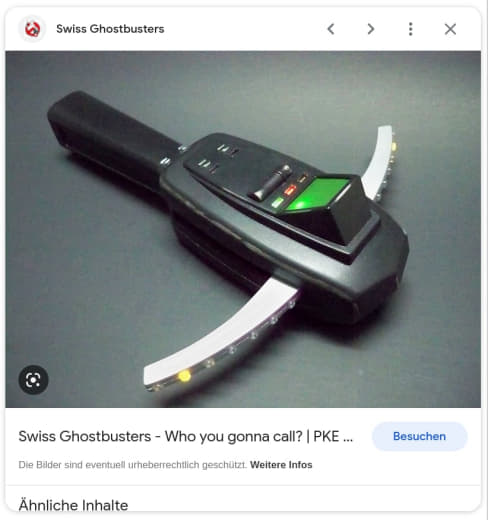 Swiss Ghostbusters
Swiss Ghostbusters - Who you gonna call? | PKE ...
Besuchen
Die Bilder sind eventuell urheberrechtlich geschützt. Weitere Infos
Ähnliche Inhalte